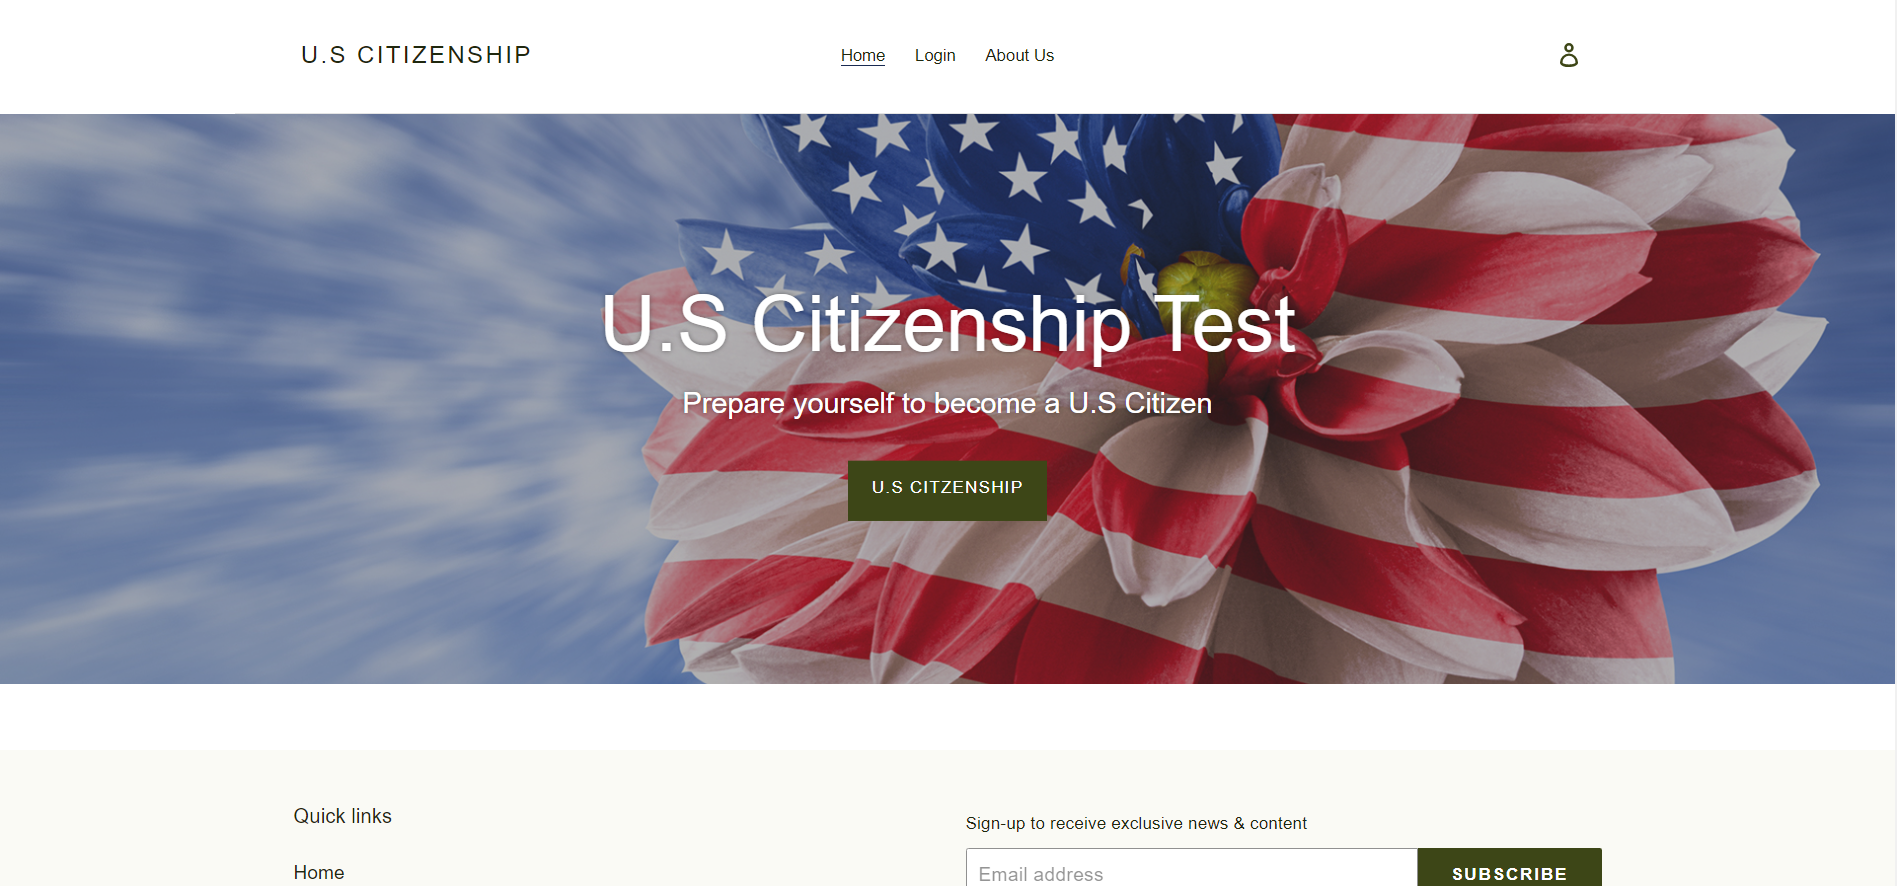 U.S CITIZENSHIP
Home Login About Us
U.S Citizenship Test
Prepare yourself to become a U.S Citizen
U.S CITZENSHIP
Quick links
Home
Sign-up to receive exclusive news & content
Email address
SUBSCRIBE